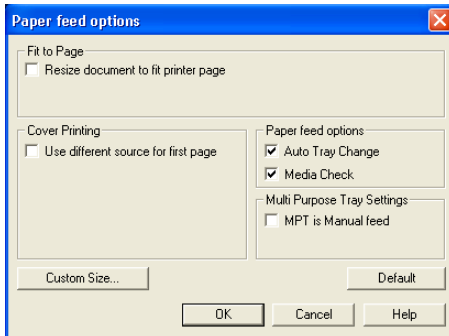 Paper feed options
Fit to Page
Resize document to fit printer page
Cover Printing
Use different source for first page
Paper feed options
Auto Tray Change
Media Check
Multi Purpose Tray Settings
MPT is Manual feed
Custom Size...
Default
OK
Cancel
Help